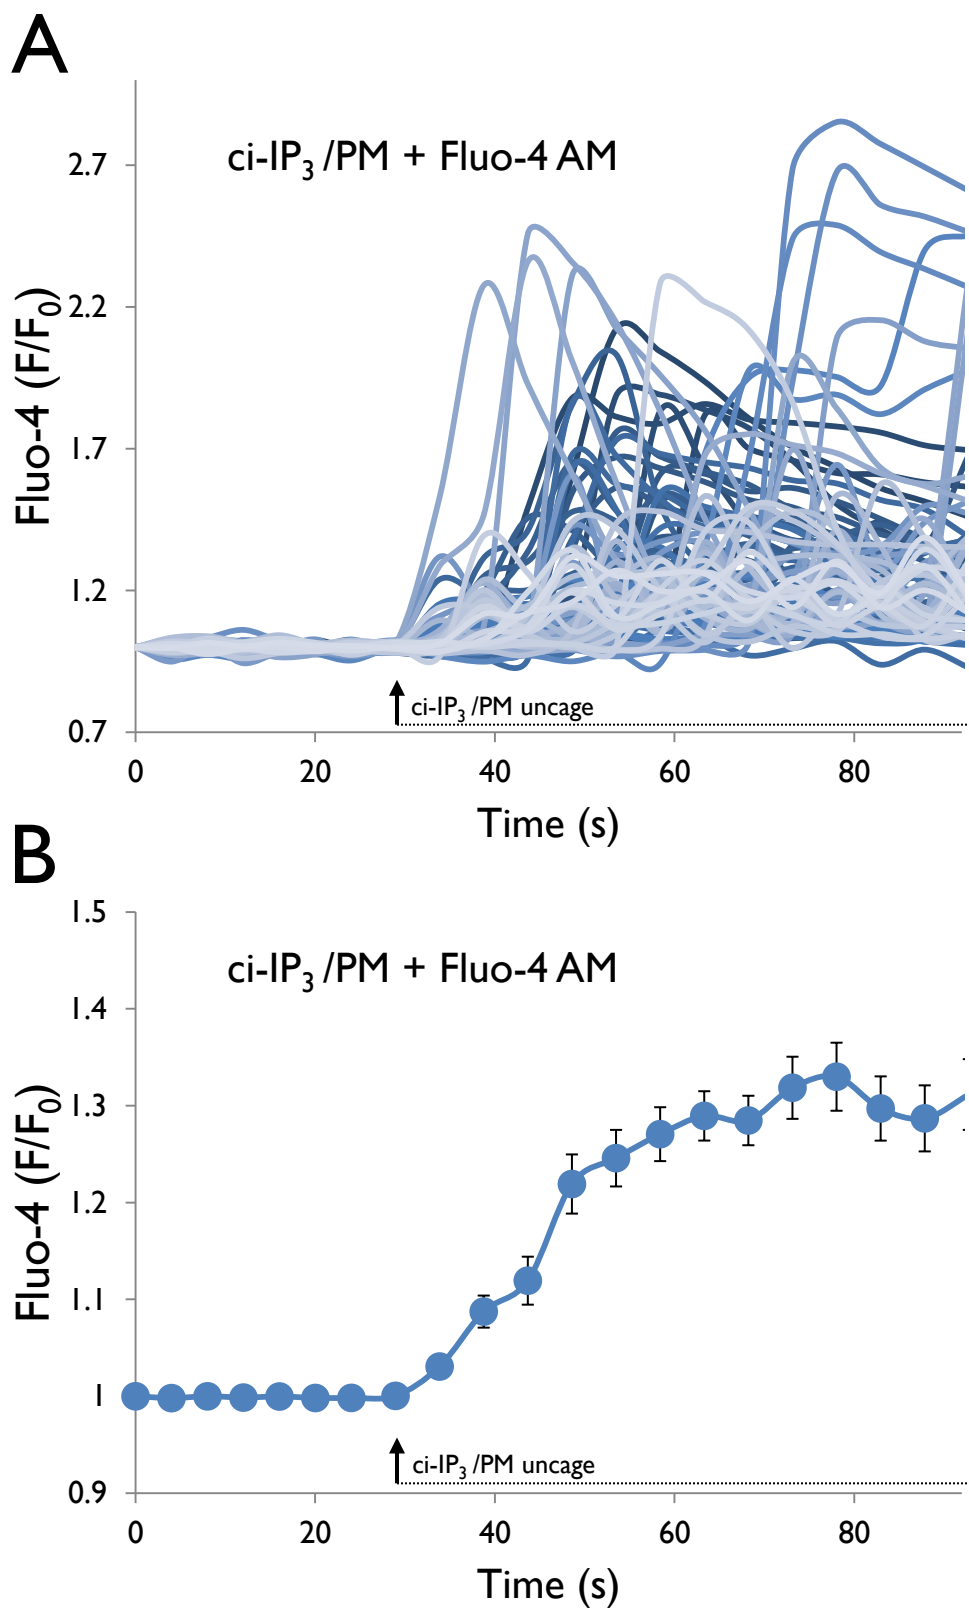 A
ci-IP₃ /PM + Fluo-4 AM
Fluo-4 (F/F₀)
2.7
2.2
1.7
1.2
0.7
ci-IP₃ /PM uncage
0 20 40 60 80
Time (s)
B
ci-IP₃ /PM + Fluo-4 AM
Fluo-4 (F/F₀)
1.5
1.4
1.3
1.2
1.1
1
0.9
ci-IP₃ /PM uncage
0 20 40 60 80
Time (s)